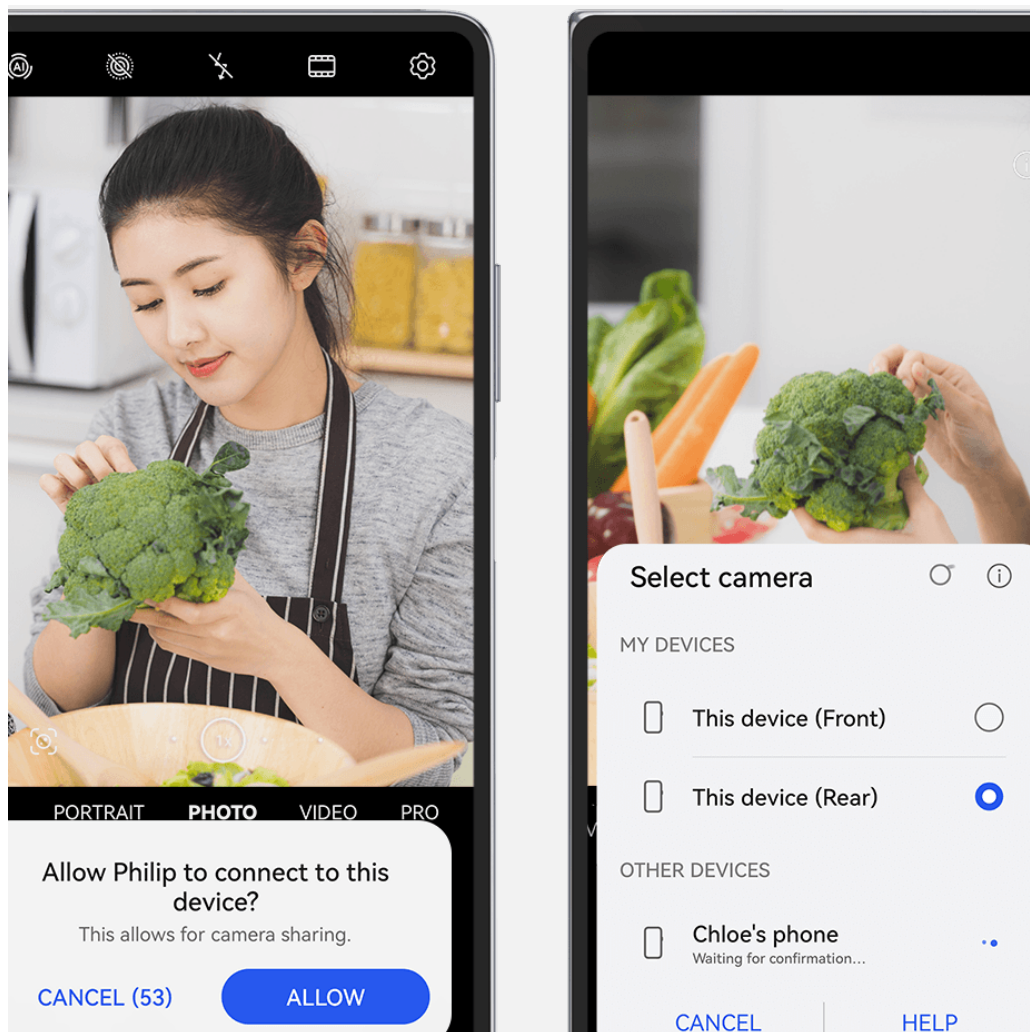 AI
1X
PORTRAIT PHOTO VIDEO PRO
Allow Philip to connect to this
device?
This allows for camera sharing.
CANCEL (53) ALLOW
Select camera
MY DEVICES
This device (Front)
This device (Rear)
OTHER DEVICES
Chloe's phone
Waiting for confirmation...
CANCEL HELP